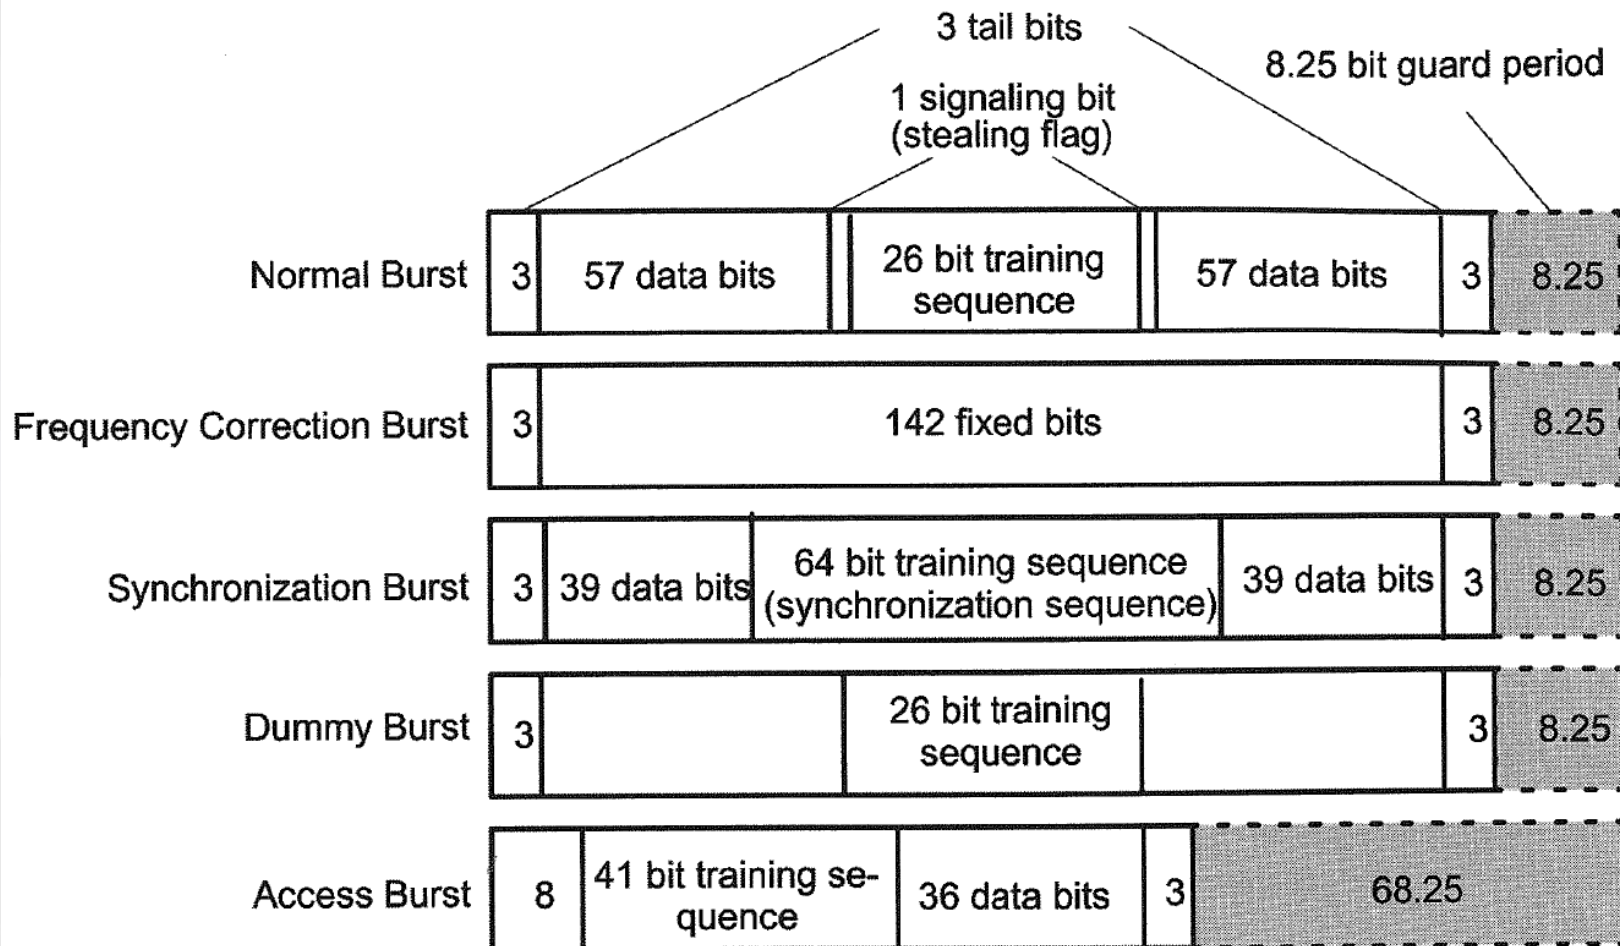 3 tail bits
8.25 bit guard period
1 signaling bit
(stealing flag)
Normal Burst
3
57 data bits
26 bit training
sequence
57 data bits
3
8.25
Frequency Correction Burst
3
142 fixed bits
3
8.25
Synchronization Burst
3
39 data bits
64 bit training sequence
(synchronization sequence)
39 data bits
3
8.25
Dummy Burst
3
26 bit training
sequence
3
8.25
Access Burst
8
41 bit training se-
quence
36 data bits
3
68.25